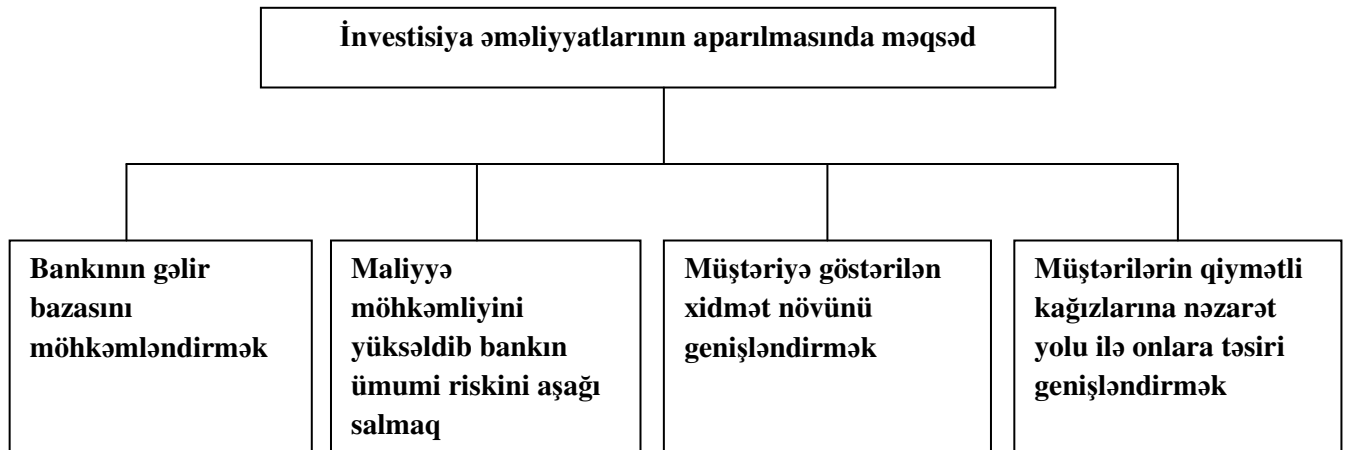 İnvestisiya əməliyyatlarının aparılmasında məqsəd
Bankının gəlir
bazasını
möhkəmləndirmək
Maliyyə
möhkəmliyini
yüksəldib bankın
ümumi riskini aşağı
salmaq
Müştəriyə göstərilən
xidmət növünü
genişləndirmək
Müştərilərin qiymətli
kağızlarına nəzarət
yolu ilə onlara təsiri
genişləndirmək